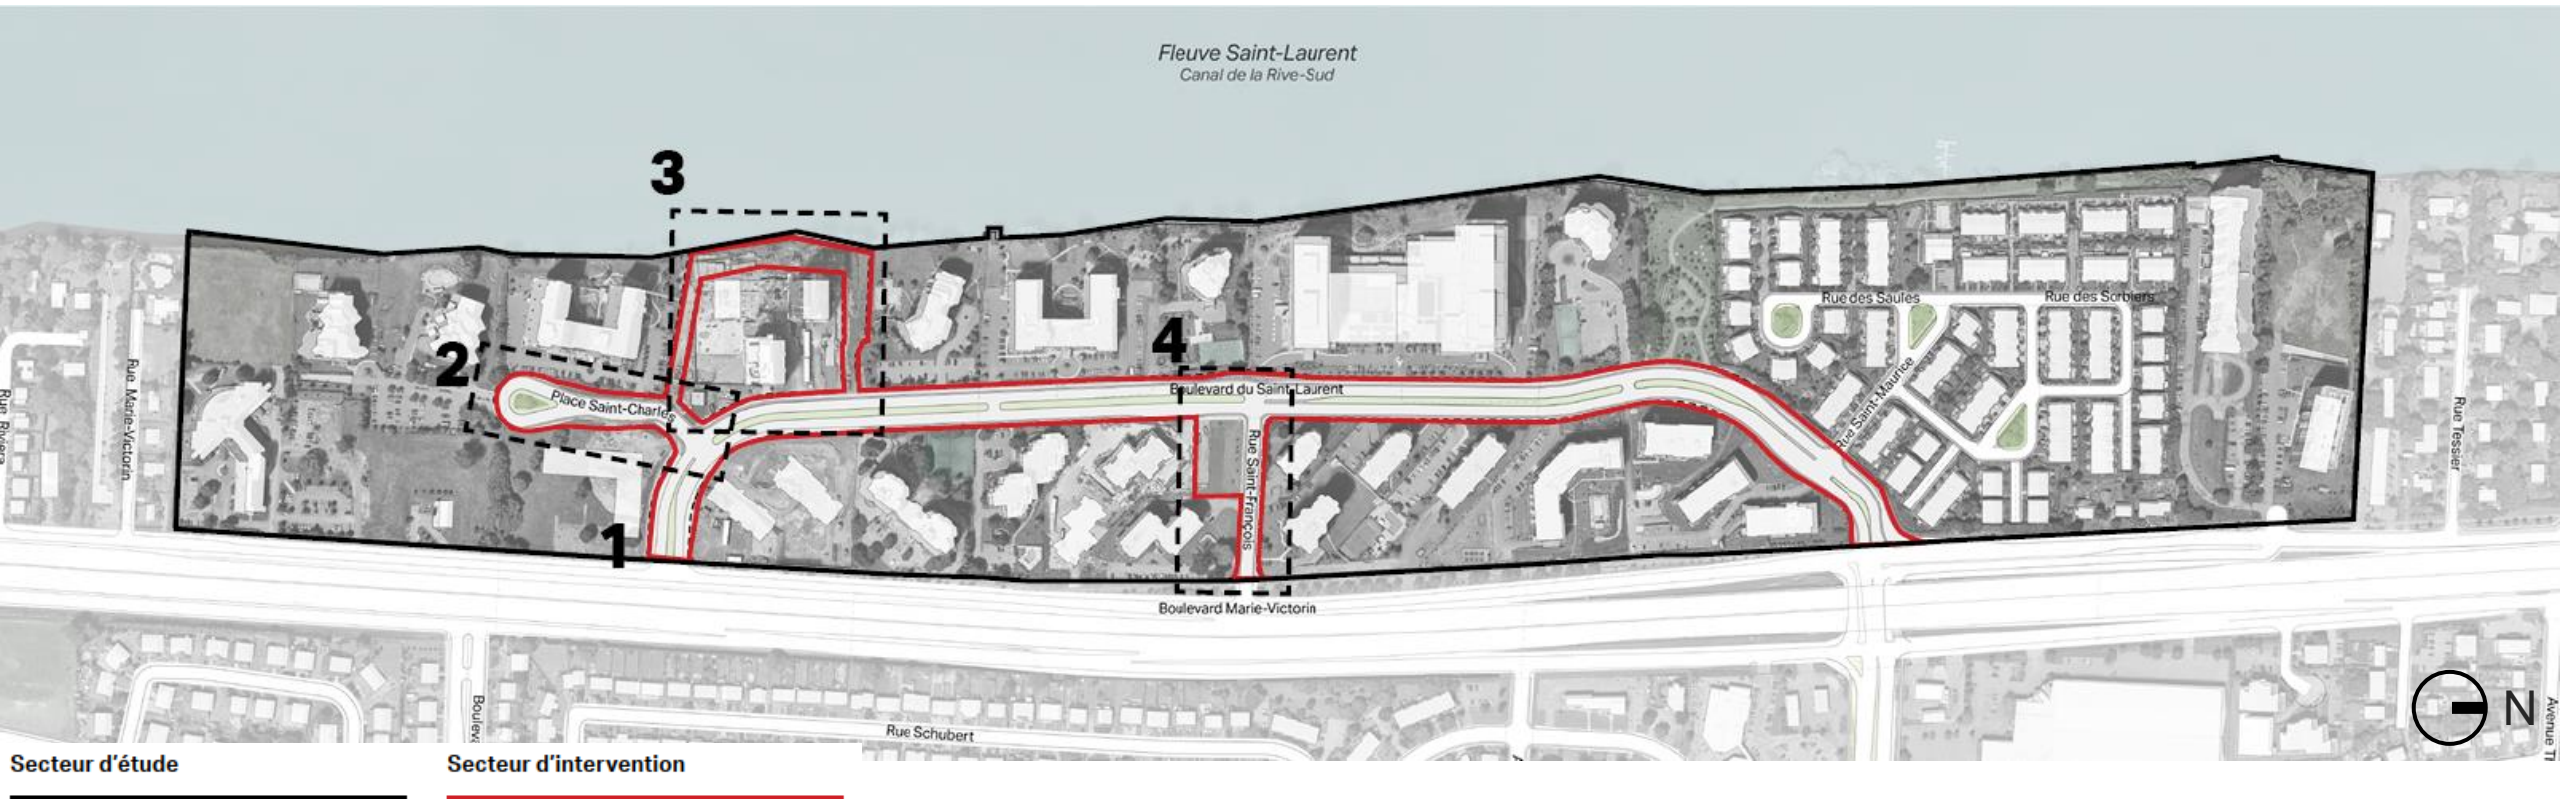 Fleuve Saint-Laurent
Canal de la Rive-Sud
3
2
4
1
Rue Riviera
Rue Marie-Victorin
Place Saint-Charles
Boulevard du Saint-Laurent
Rue Saint-François
Rue des Saules
Rue des Sorbiers
Rue Saint-Maurice
Rue Tessier
Boulevard Marie-Victorin
Rue Schubert
N
Secteur d'étude
Secteur d'intervention